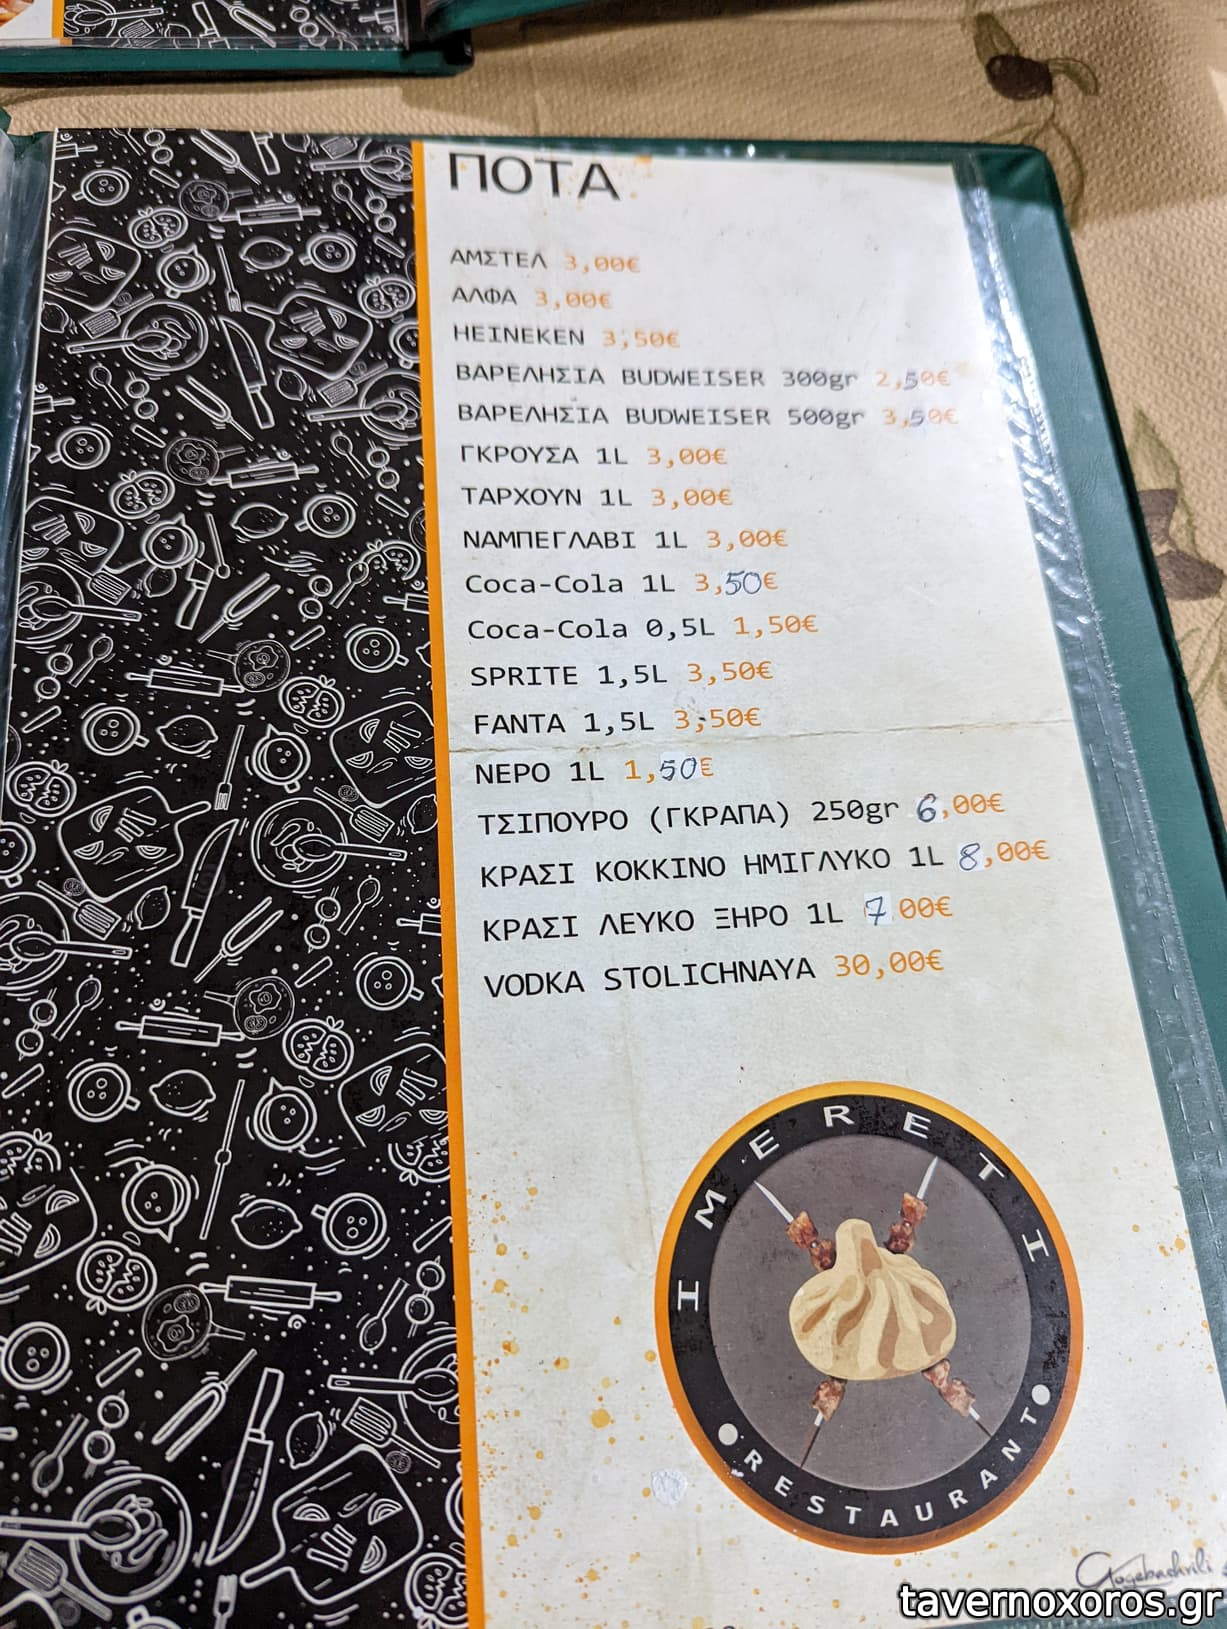 ΠΟΤΑ
ΑΜΣΤΕΛ 3,00€
ΑΛΦΑ 3,00€
HEINEKEN 3,50€
ΒΑΡΕΛΗΣΙΑ BUDWEISER 300gr 2,50€
ΒΑΡΕΛΗΣΙΑ BUDWEISER 500gr 3,50€
ΓΚΡΟΥΣΑ 1L 3,00€
ΤΑΡΧΟΥΝ 1L 3,00€
ΝΑΜΠΕΓΛΑΒΙ 1L 3,00€
Coca-Cola 1L 3,50€
Coca-Cola 0,5L 1,50€
SPRITE 1,5L 3,50€
FANTA 1,5L 3,50€
ΝΕΡΟ 1L 1,50€
ΤΣΙΠΟΥΡΟ (ΓΚΡΑΠΑ) 250gr 6,00€
ΚΡΑΣΙ ΚΟΚΚΙΝΟ ΗΜΙΓΛΥΚΟ 1L 8,00€
ΚΡΑΣΙ ΛΕΥΚΟ ΞΗΡΟ 1L 7,00€
VODKA STOLICHNAYA 30,00€
IMERETI
RESTAURANT
tavernoxoros.gr